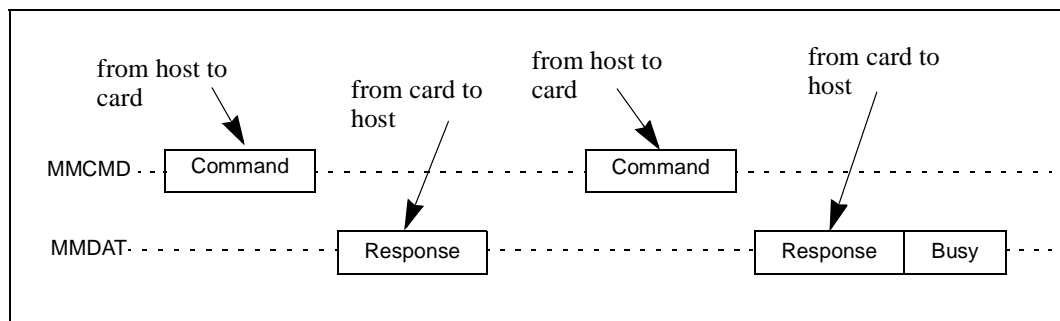 from host to
card
from card to
host
from host to
card
from card to
host
MMCMD
Command
Command
MMDAT
Response
Response
Busy